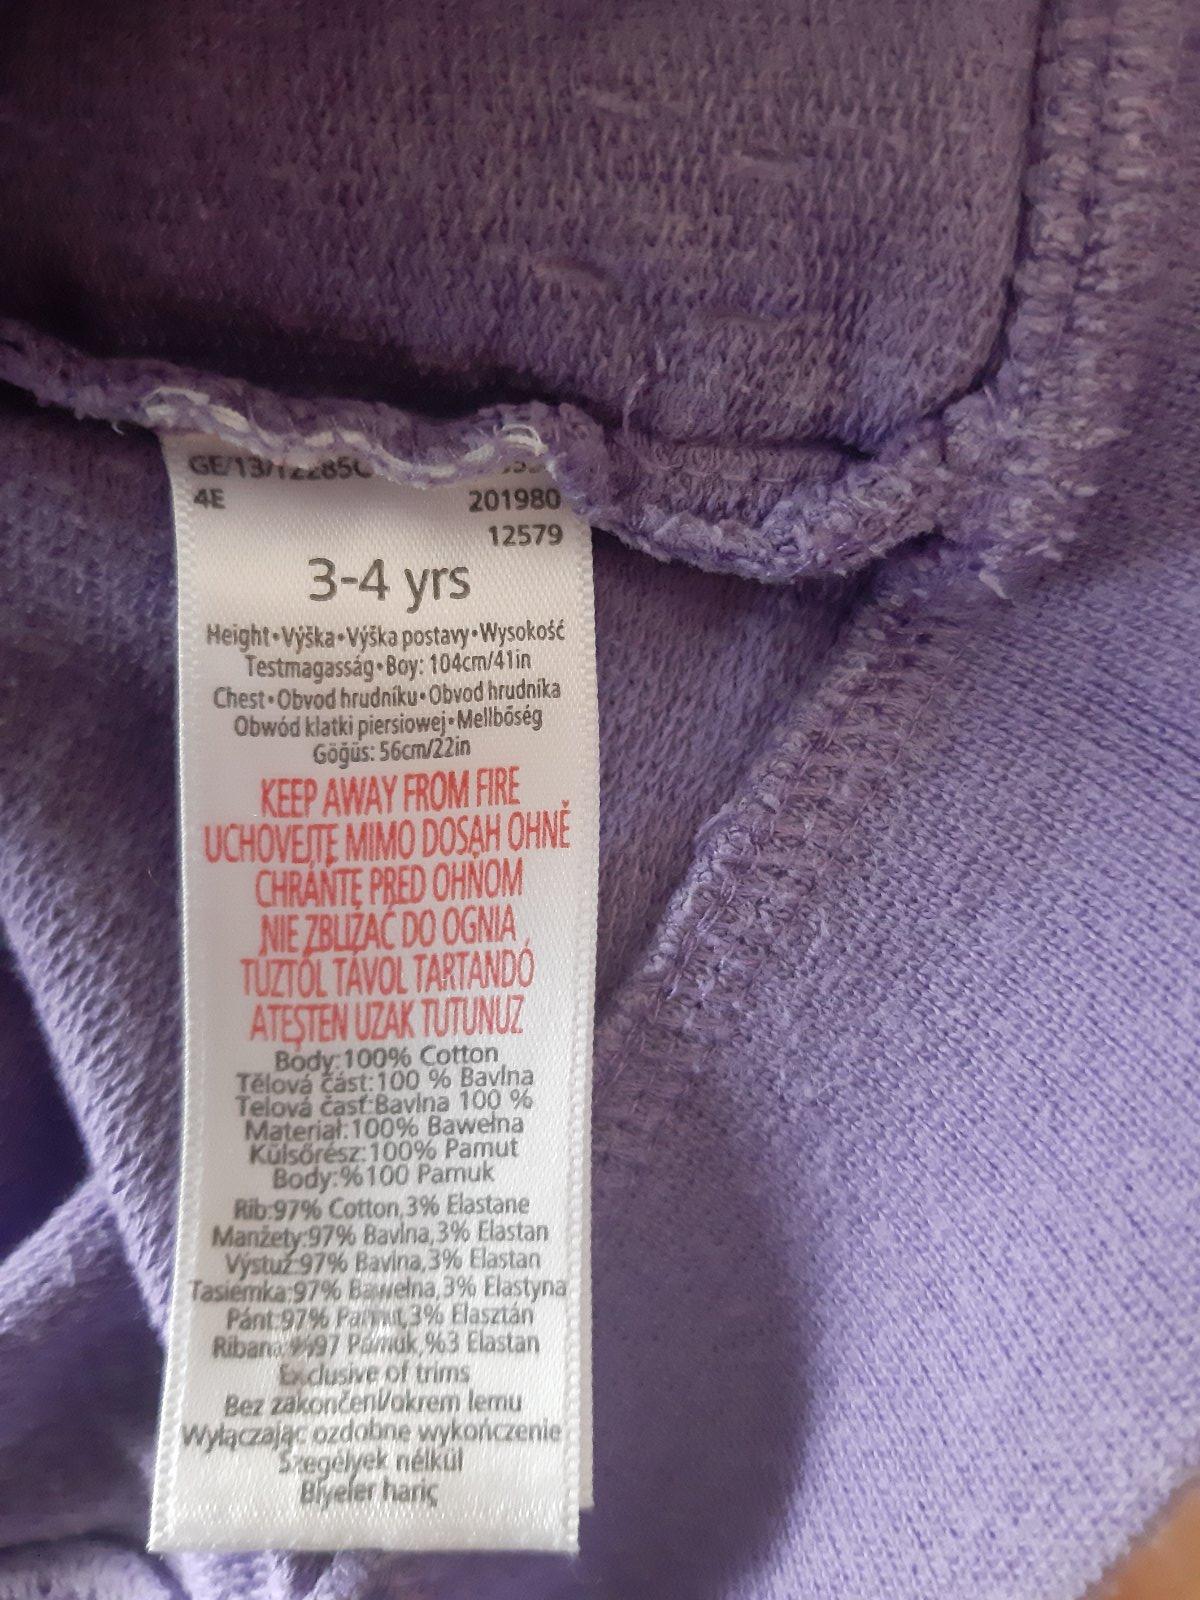 GE/13/12285C
4E 201980
12579
3-4 yrs
Height•Výška•Výška postavy•Wysokość
Testmagasság•Boy: 104cm/41in
Chest•Obvod hrudníku•Obvod hrudnika
Obwód klatki piersiowej•Mellbőség
Göğüs: 56cm/22in
KEEP AWAY FROM FIRE
UCHOVEJTE MIMO DOSAH OHNĚ
CHRÁŇTE PRED OHŇOM
NIE ZBLIŻAĆ DO OGNIA
TŰZTŐL TÁVOL TARTANDÓ
ATEŞTEN UZAK TUTUNUZ
Body:100% Cotton
Tělová část:100 % Bavlna
Telová časť:Bavlna 100 %
Materiał:100% Bawełna
Külsőrész:100% Pamut
Body:%100 Pamuk
Rib:97% Cotton,3% Elastane
Manžety:97% Bavlna,3% Elastan
Výstuž:97% Bavlna,3% Elastan
Tasiemka:97% Bawełna,3% Elastyna
Pánt:97% Pamut,3% Elasztán
Ribana:%97 Pamuk,%3 Elastan
Exclusive of trims
Bez zakončení/okrem lemu
Wyłączając ozdobne wykończenie
Szegélyek nélkül
Biyeler hariç